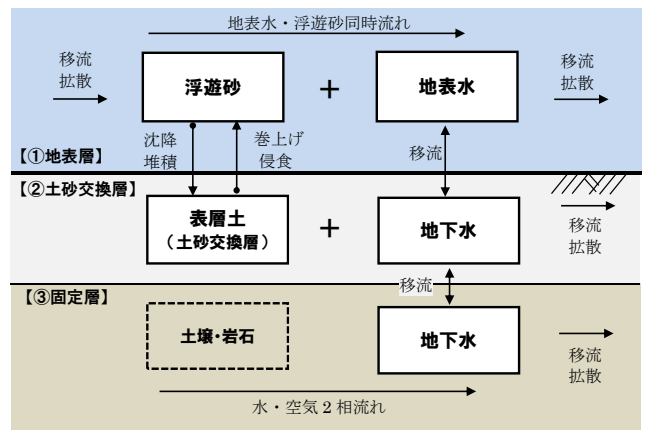 地表水・浮遊砂同時流れ
移流
拡散
浮遊砂
+
地表水
移流
拡散
沈降
堆積
巻上げ
侵食
移流
【①地表層】
【②土砂交換層】
表層土
（土砂交換層）
+
地下水
移流
拡散
移流
【③固定層】
土壌・岩石
地下水
移流
拡散
水・空気 2 相流れ